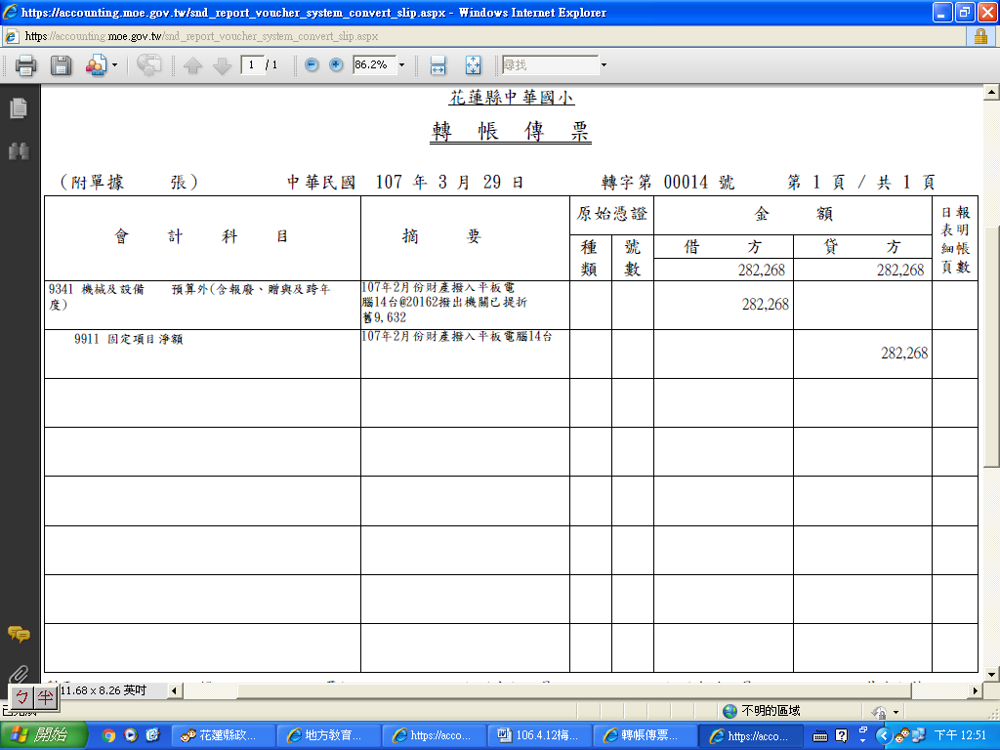 https://accounting.moe.gov.tw/snd_report_voucher_system_convert_slip.aspx - Windows Internet Explorer
https://accounting.moe.gov.tw/snd_report_voucher_system_convert_slip.aspx
1 / 1
86.2%
尋找
花蓮縣中華國小
轉 帳 傳 票
(附單據 張) 中華民國 107 年 3 月 29 日 轉字第 00014 號 第 1 頁 / 共 1 頁
會 計 科 目
摘 要
原始憑證
種類
號數
金 額
借 方
貸 方
282,268
282,268
日報表明細帳頁數
9341 機械及設備 預算外(含報廢、贈與及跨年
度)
107年2月份財產撥入平板電
腦14台@20162撥出機關已提折
舊9,632
282,268
9911 固定項目淨額
107年2月份財產撥入平板電腦14台
282,268
11.68 x 8.26 英吋
ㄅ 半
不明的區域
開始
花蓮縣政...
地方教育...
https://acco...
106.4.12梅...
轉帳傳票...
https://acco...
下午 12:51